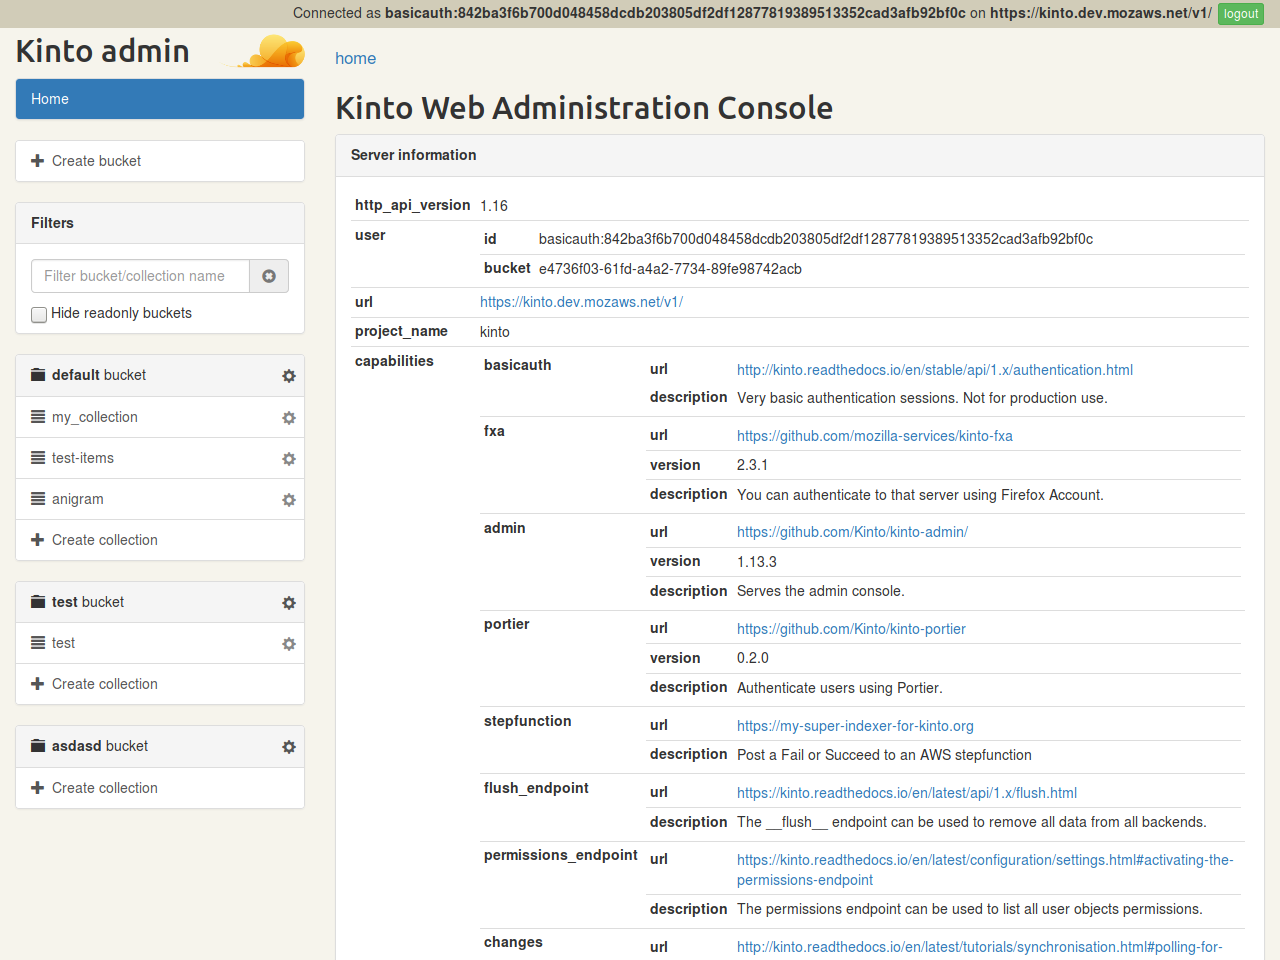 Connected as basicauth:842ba3f6b700d048458dcdb203805df2df12877819389513352cad3afb92bf0c on https://kinto.dev.mozaws.net/v1/ logout
Kinto admin
Home
Create bucket
Filters
Filter bucket/collection name
Hide readonly buckets
default bucket
my_collection
test-items
anigram
Create collection
test bucket
test
Create collection
asdasd bucket
Create collection
home
Kinto Web Administration Console
Server information
http_api_version 1.16
user id basicauth:842ba3f6b700d048458dcdb203805df2df12877819389513352cad3afb92bf0c
bucket e4736f03-61fd-a4a2-7734-89fe98742acb
url https://kinto.dev.mozaws.net/v1/
project_name kinto
capabilities basicauth url http://kinto.readthedocs.io/en/stable/api/1.x/authentication.html
description Very basic authentication sessions. Not for production use.
fxa url https://github.com/mozilla-services/kinto-fxa
version 2.3.1
description You can authenticate to that server using Firefox Account.
admin url https://github.com/Kinto/kinto-admin/
version 1.13.3
description Serves the admin console.
portier url https://github.com/Kinto/kinto-portier
version 0.2.0
description Authenticate users using Portier.
stepfunction url https://my-super-indexer-for-kinto.org
description Post a Fail or Succeed to an AWS stepfunction
flush_endpoint url https://kinto.readthedocs.io/en/latest/api/1.x/flush.html
description The __flush__ endpoint can be used to remove all data from all backends.
permissions_endpoint url https://kinto.readthedocs.io/en/latest/configuration/settings.html#activating-the-
permissions-endpoint
description The permissions endpoint can be used to list all user objects permissions.
changes url http://kinto.readthedocs.io/en/latest/tutorials/synchronisation.html#polling-for-